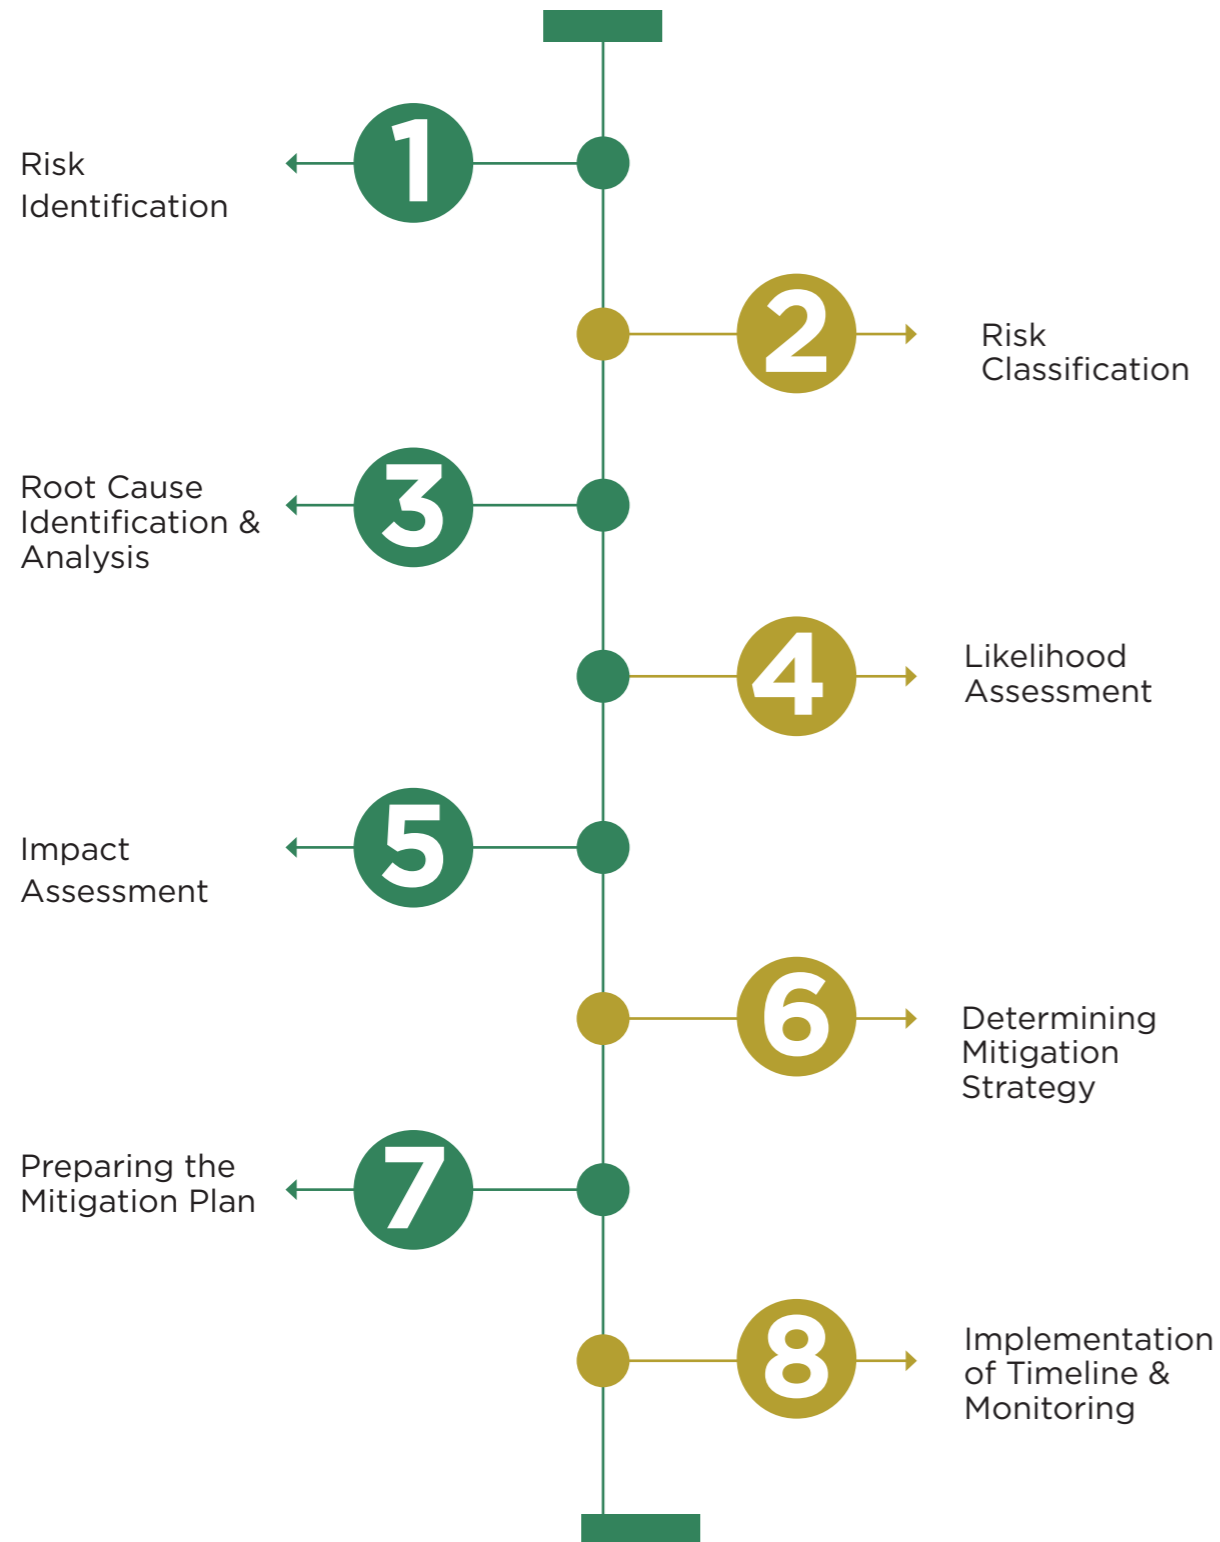 1
Risk
Identification
2
Risk
Classification
3
Root Cause
Identification &
Analysis
4
Likelihood
Assessment
5
Impact
Assessment
6
Determining
Mitigation
Strategy
7
Preparing the
Mitigation Plan
8
Implementation
of Timeline &
Monitoring